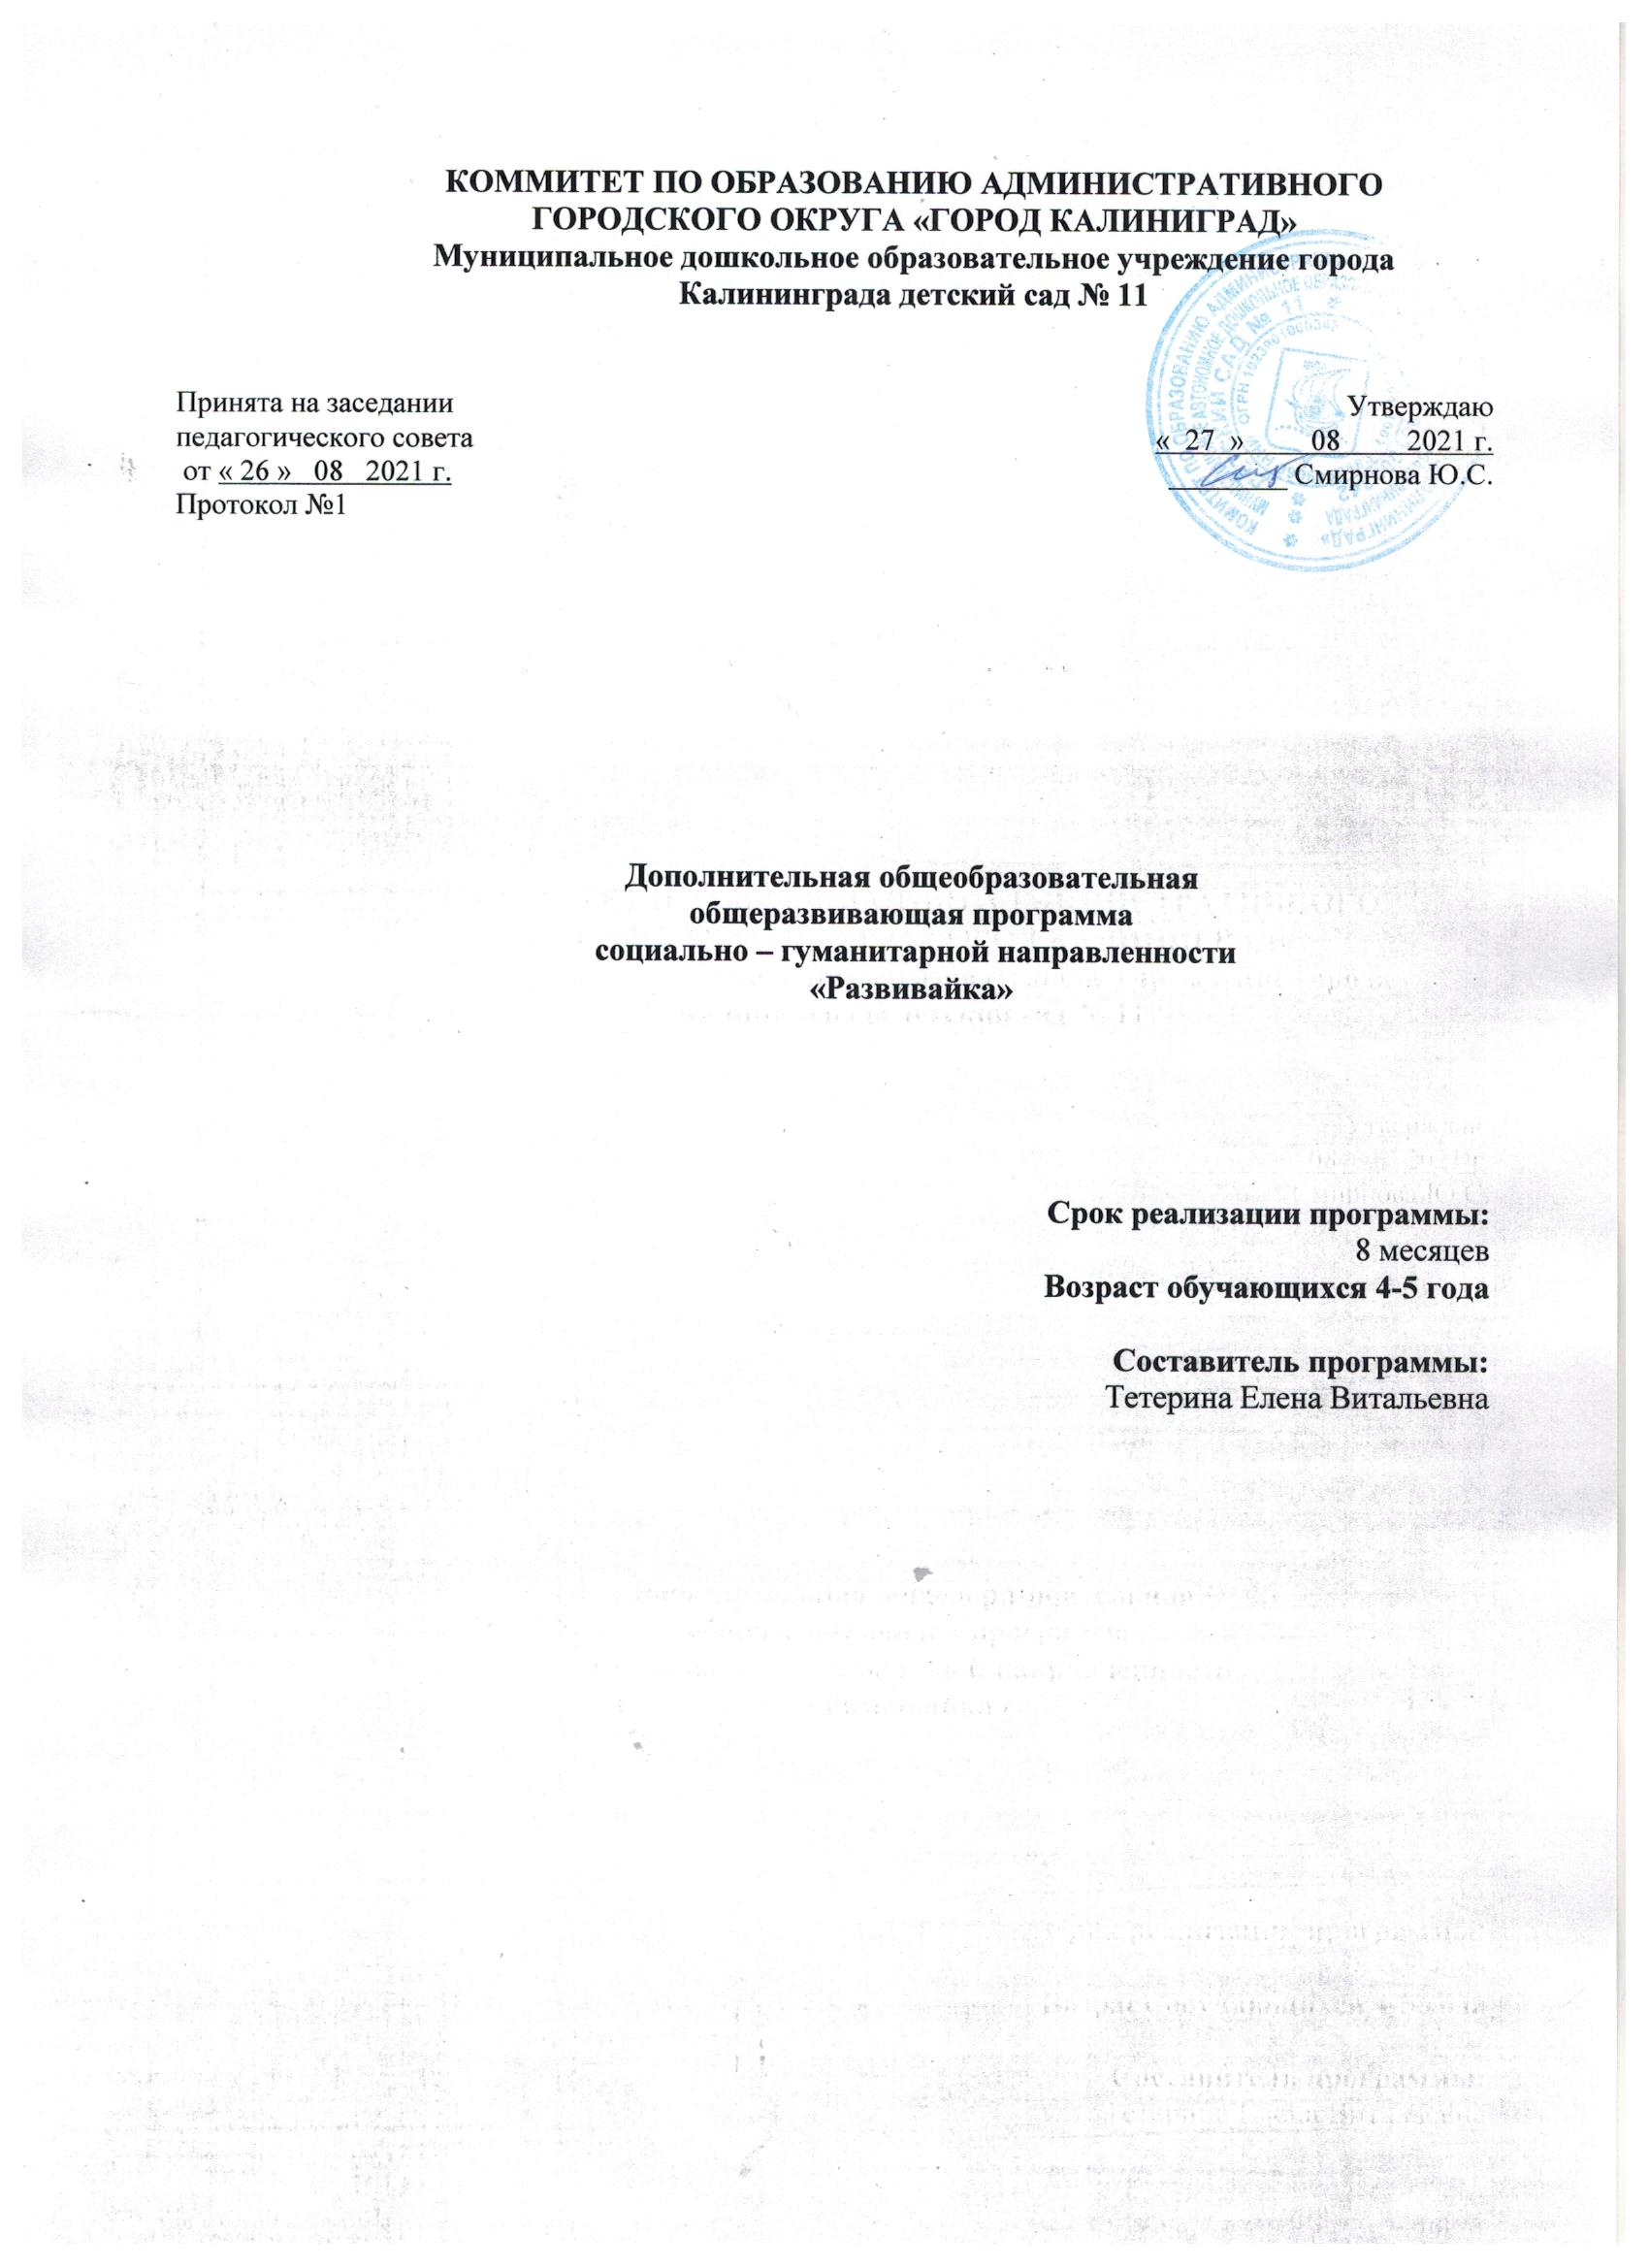 КОММИТЕТ ПО ОБРАЗОВАНИЮ АДМИНИСТРАТИВНОГО
ГОРОДСКОГО ОКРУГА «ГОРОД КАЛИНИГРАД»
Муниципальное дошкольное образовательное учреждение города
Калининграда детский сад № 11
Принята на заседании
педагогического совета
от « 26 » 08 2021 г.
Протокол №1
Утверждаю
« 27 » 08 2021 г.
Смирнова Ю.С.
Дополнительная общеобразовательная
общеразвивающая программа
социально – гуманитарной направленности
«Развивайка»
Срок реализации программы:
8 месяцев
Возраст обучающихся 4-5 года
Составитель программы:
Тетерина Елена Витальевна